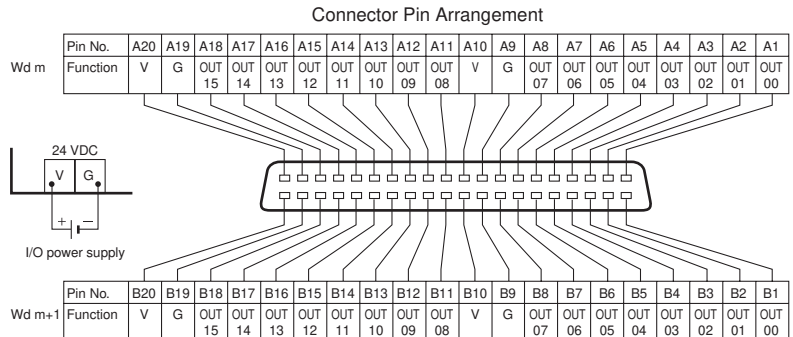 Connector Pin Arrangement
Pin No. A20 A19 A18 A17 A16 A15 A14 A13 A12 A11 A10 A9 A8 A7 A6 A5 A4 A3 A2 A1
Wd m Function V G OUT 15 OUT 14 OUT 13 OUT 12 OUT 11 OUT 10 OUT 09 OUT 08 V G OUT 07 OUT 06 OUT 05 OUT 04 OUT 03 OUT 02 OUT 01 OUT 00
24 VDC
V G
+ −
I/O power supply
Pin No. B20 B19 B18 B17 B16 B15 B14 B13 B12 B11 B10 B9 B8 B7 B6 B5 B4 B3 B2 B1
Wd m+1 Function V G OUT 15 OUT 14 OUT 13 OUT 12 OUT 11 OUT 10 OUT 09 OUT 08 V G OUT 07 OUT 06 OUT 05 OUT 04 OUT 03 OUT 02 OUT 01 OUT 00